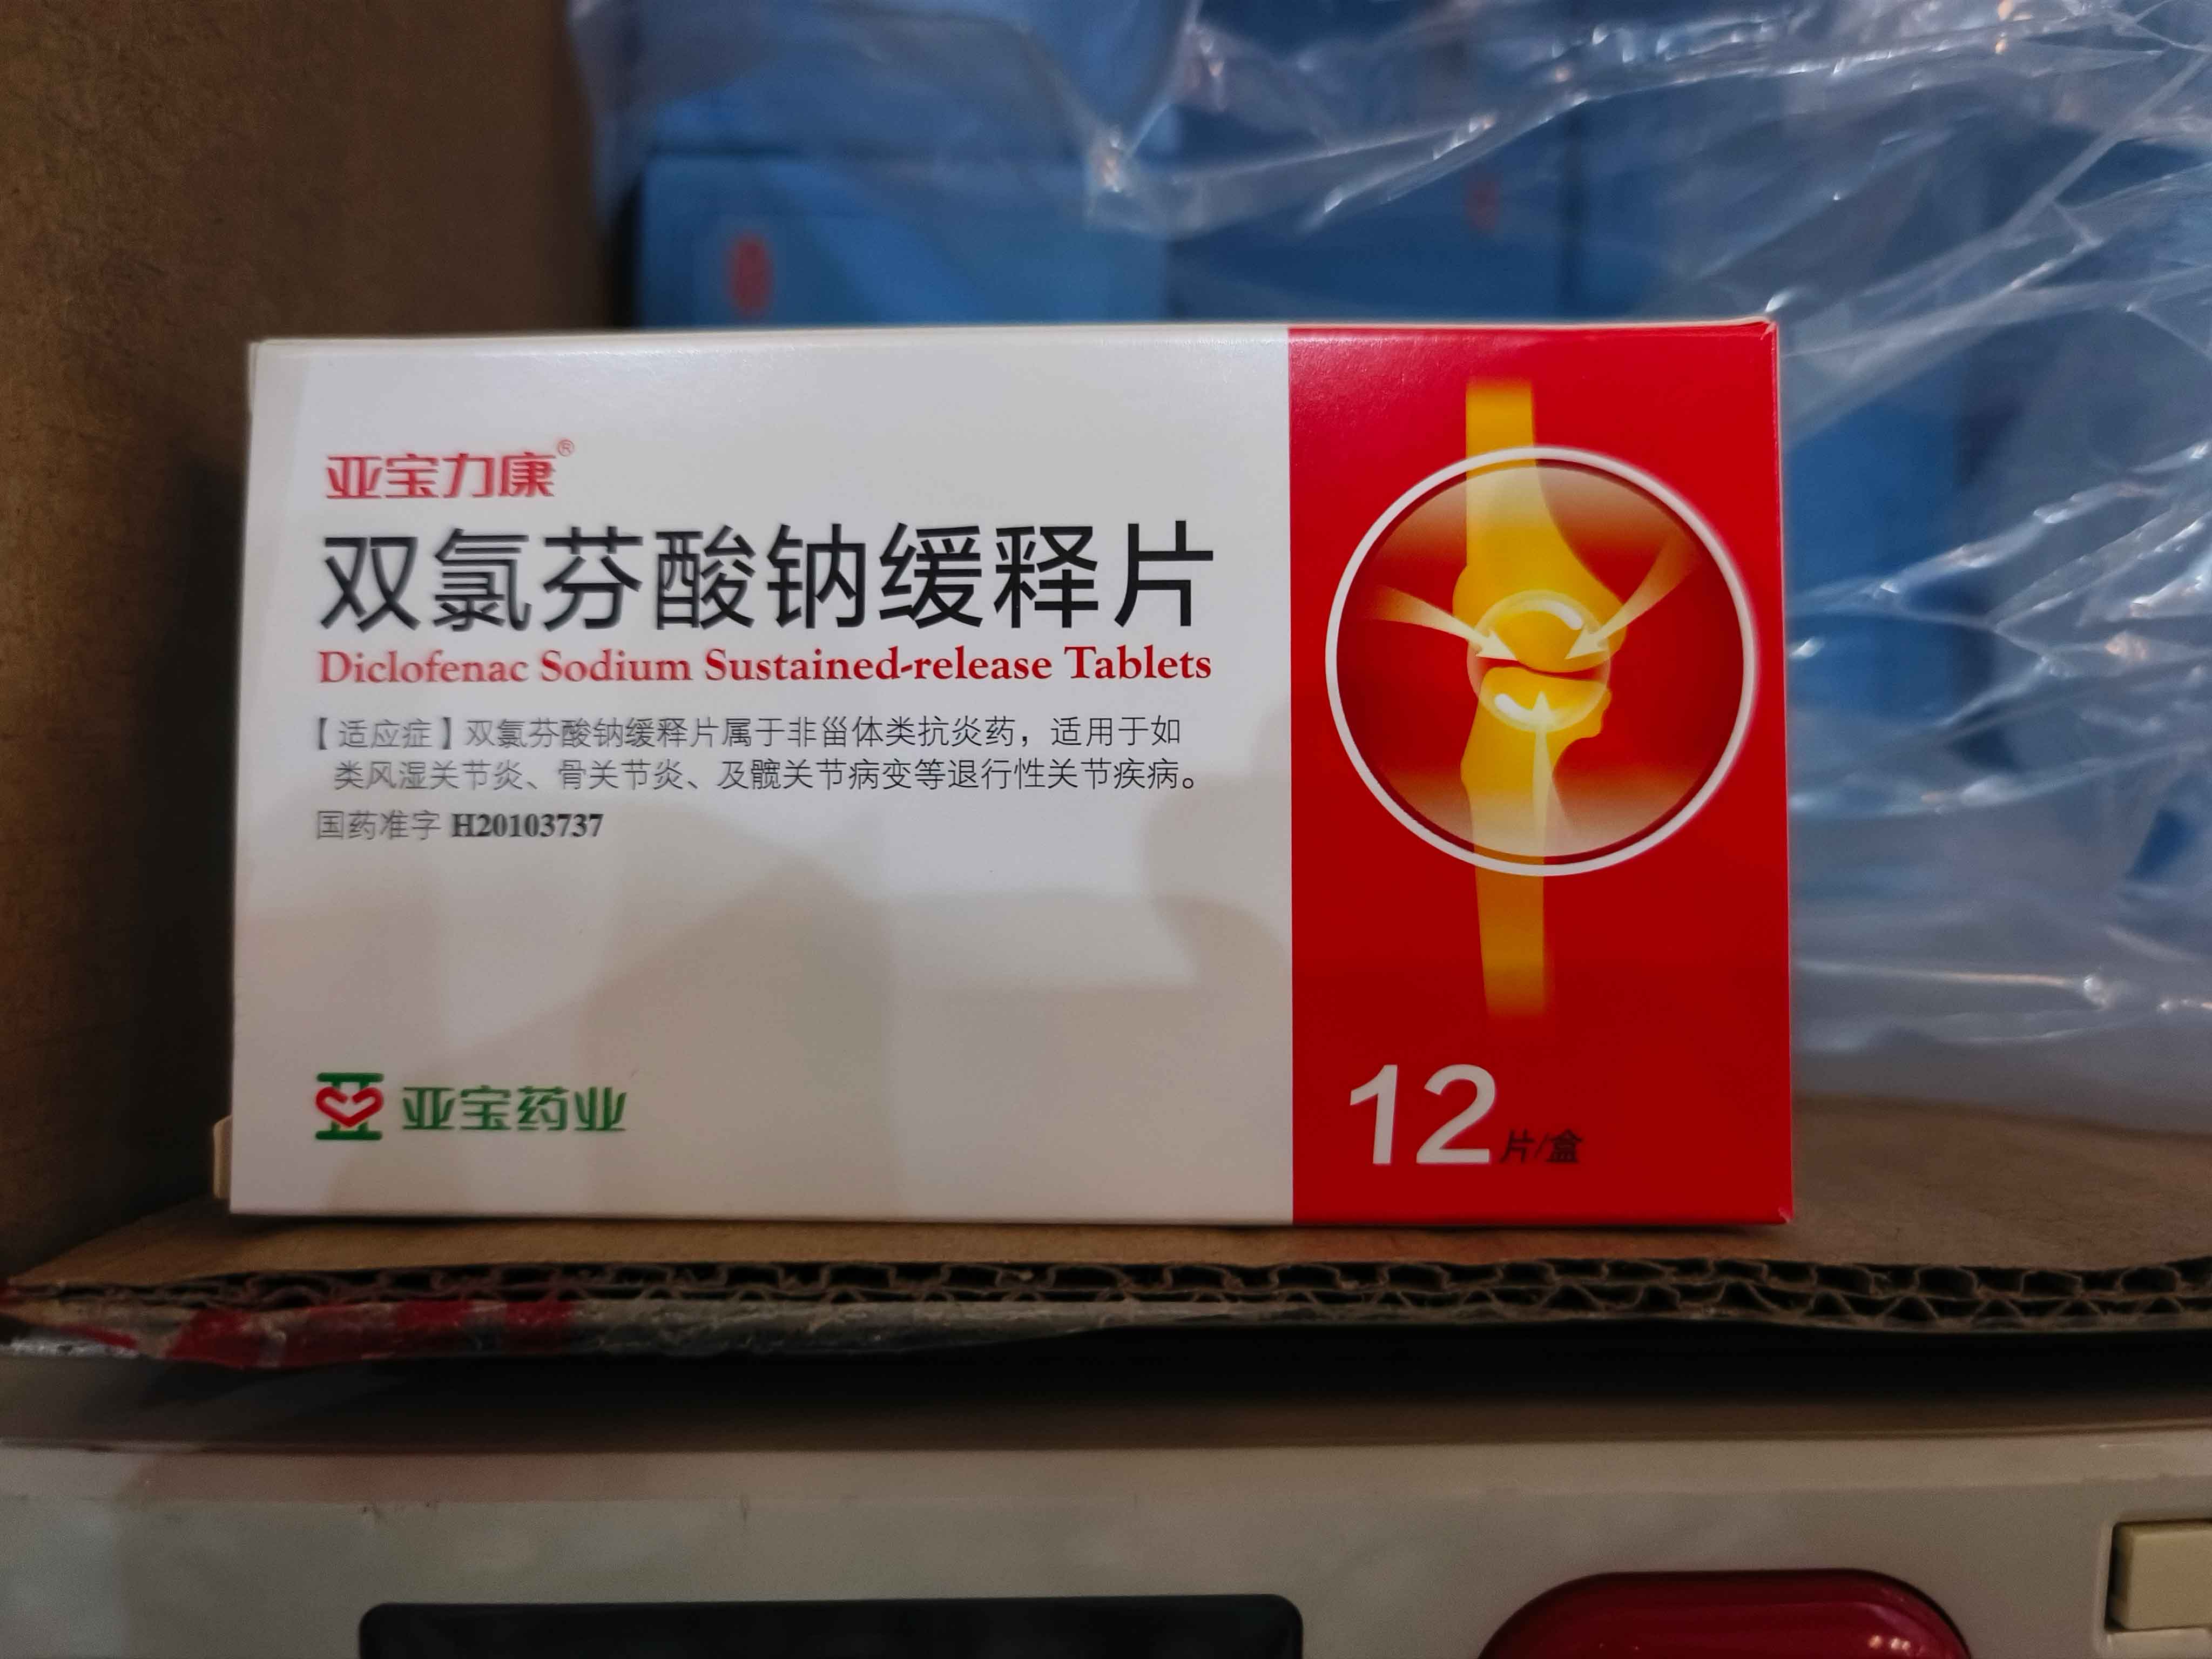 亚宝力康®
双氯芬酸钠缓释片
Diclofenac Sodium Sustained-release Tablets
【适应症】双氯芬酸钠缓释片属于非甾体类抗炎药，适用于如
类风湿关节炎、骨关节炎、及髋关节病变等退行性关节疾病。
国药准字 H20103737
亚宝药业
12片/盒